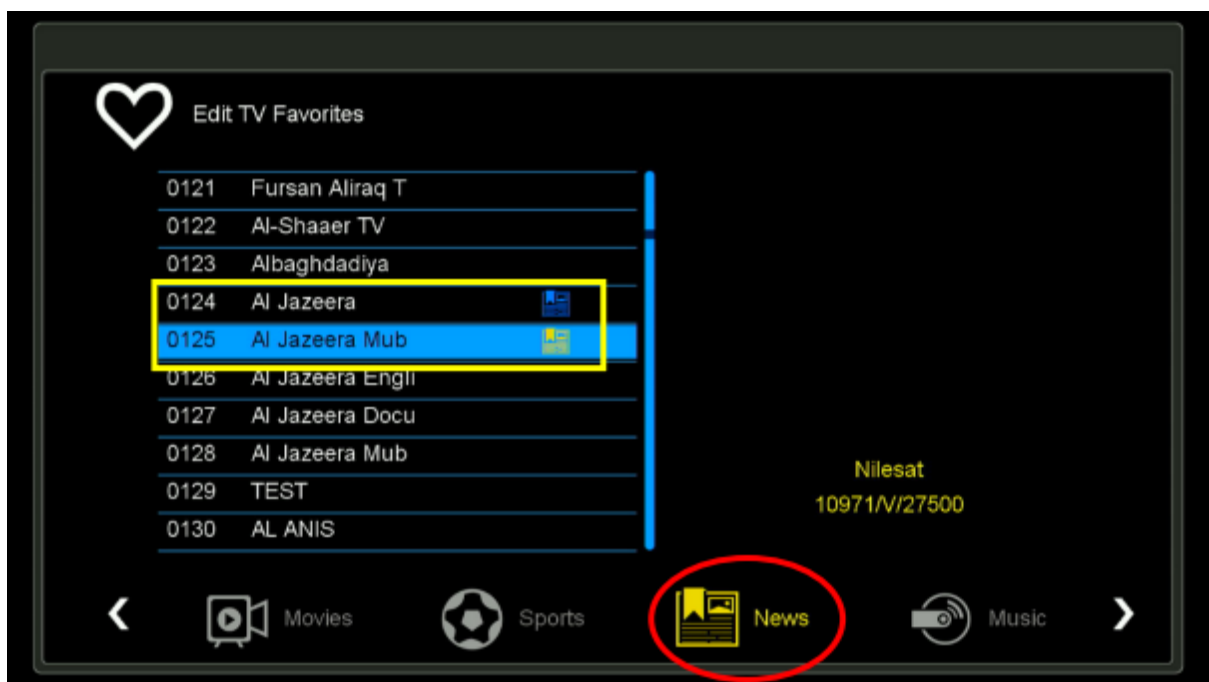 Edit TV Favorites
0121 Fursan Aliraq T
0122 Al-Shaaer TV
0123 Albaghdadiya
0124 Al Jazeera
0125 Al Jazeera Mub
0126 Al Jazeera Engli
0127 Al Jazeera Docu
0128 Al Jazeera Mub
0129 TEST
0130 AL ANIS
Nilesat
10971/V/27500
Movies Sports News Music